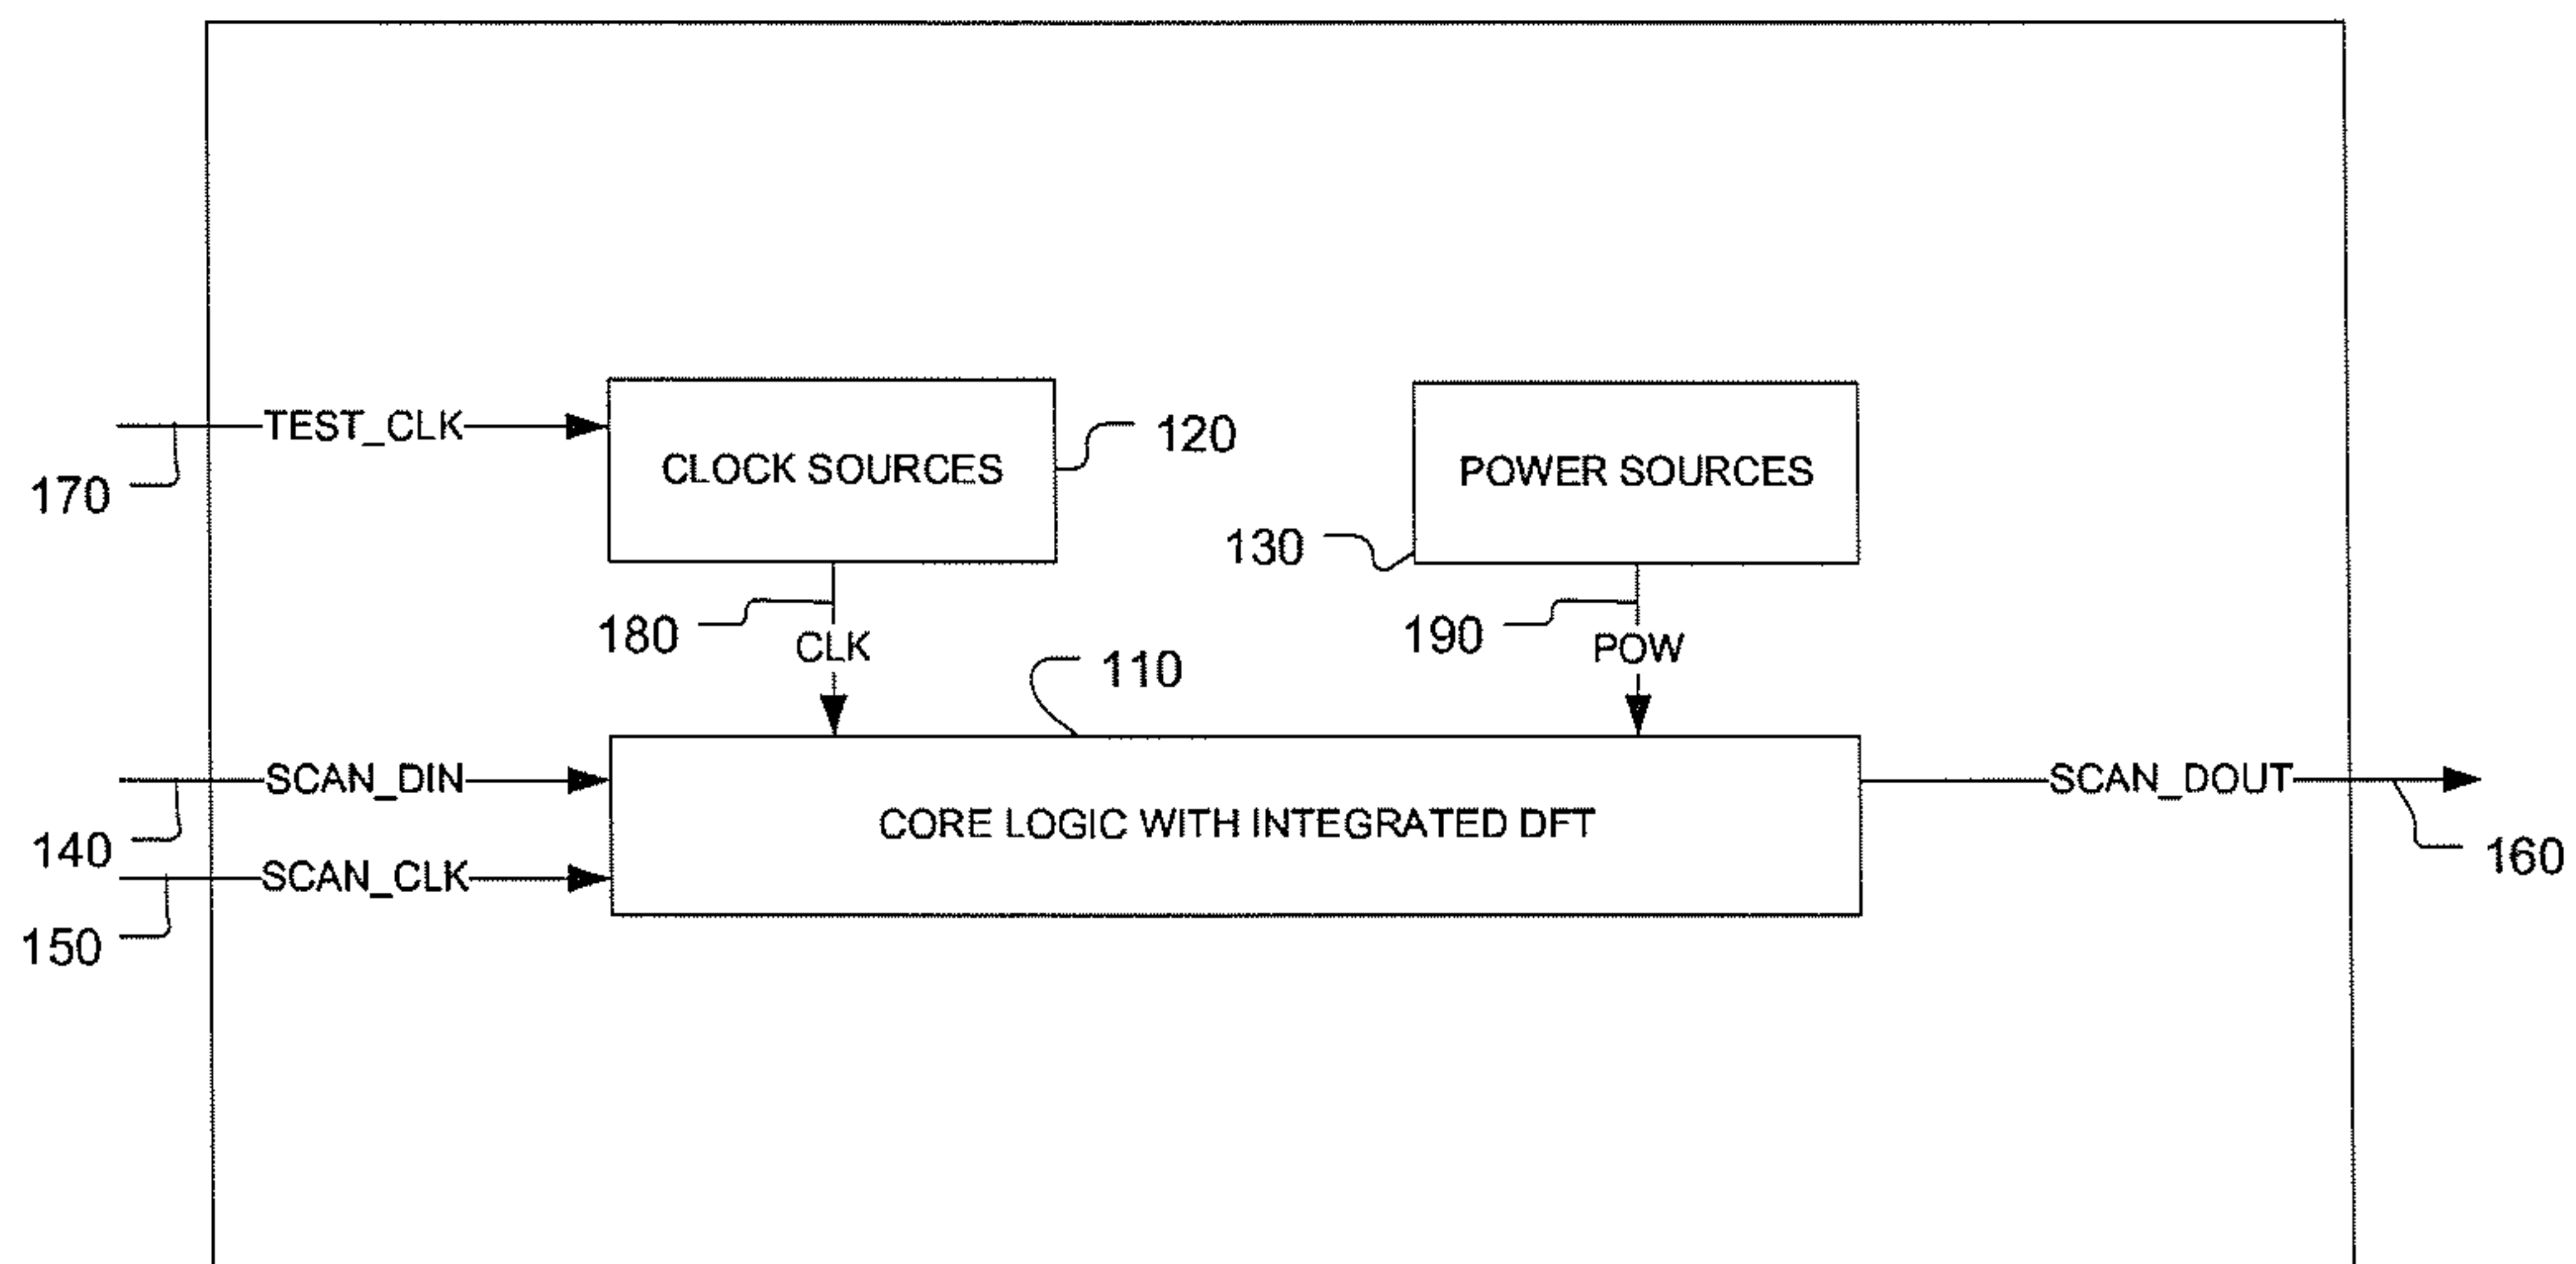 TEST_CLK
170
CLOCK SOURCES
120
POWER SOURCES
130
180
CLK
190
POW
110
SCAN_DIN
140
SCAN_CLK
150
CORE LOGIC WITH INTEGRATED DFT
SCAN_DOUT
160